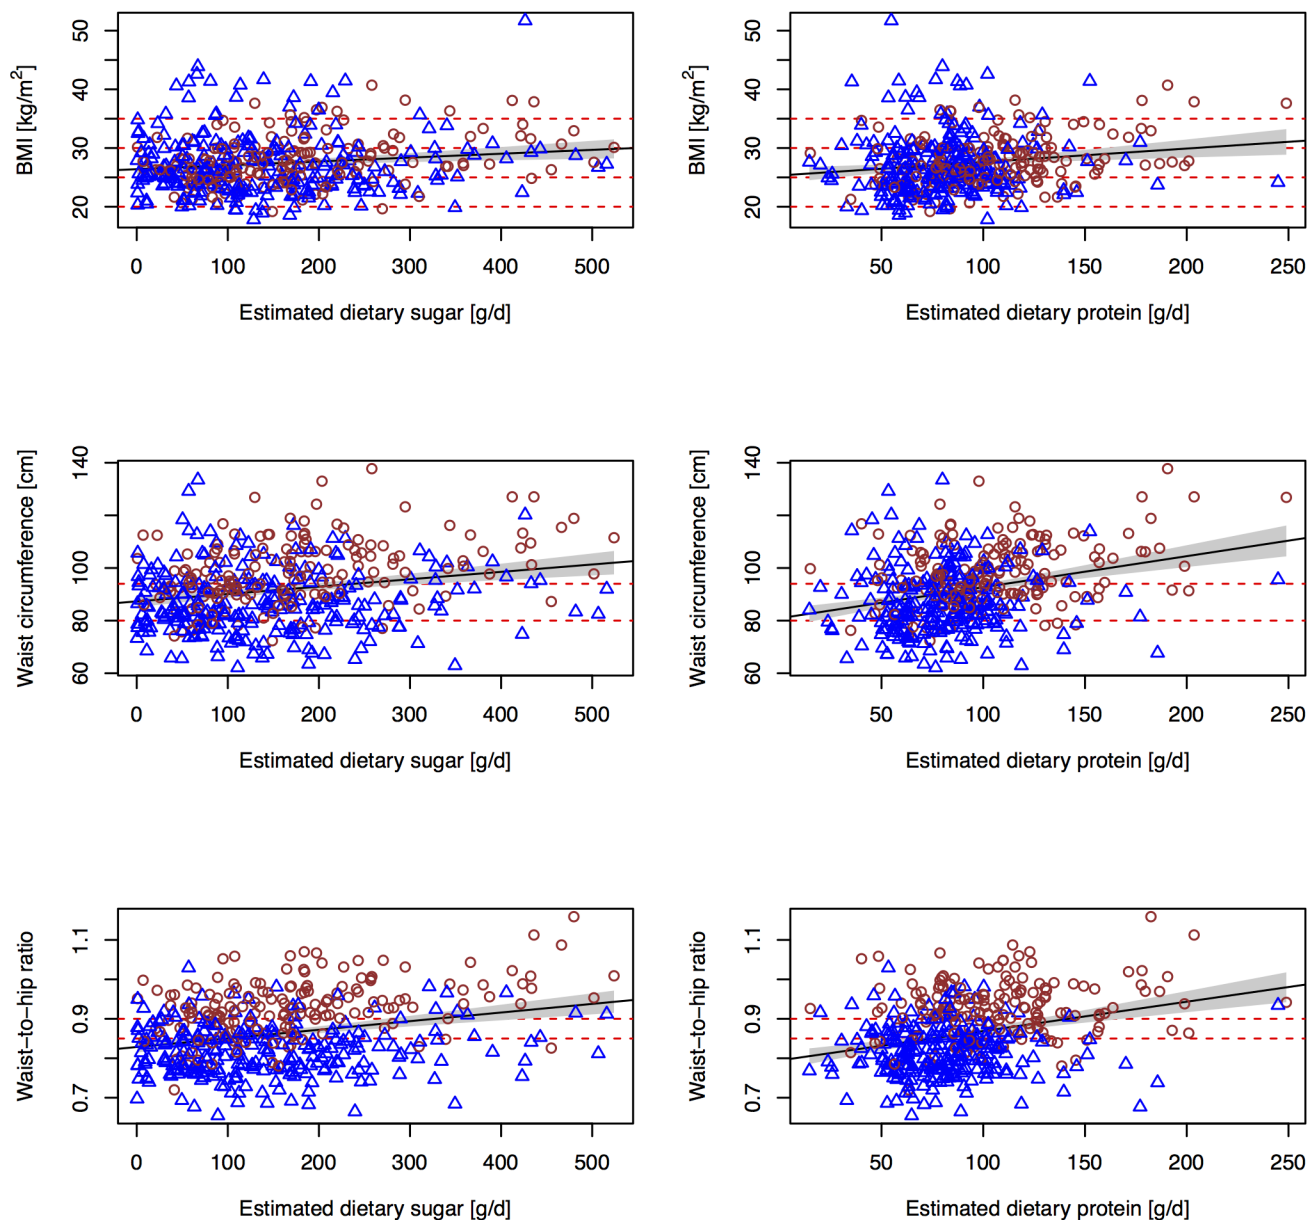 BMI [kg/m²]
50
40
30
20
0 100 200 300 400 500
Estimated dietary sugar [g/d]
BMI [kg/m²]
50
40
30
20
50 100 150 200 250
Estimated dietary protein [g/d]
Waist circumference [cm]
140
100
80
60
0 100 200 300 400 500
Estimated dietary sugar [g/d]
Waist circumference [cm]
140
100
80
60
50 100 150 200 250
Estimated dietary protein [g/d]
Waist−to−hip ratio
1.1
0.9
0.7
0 100 200 300 400 500
Estimated dietary sugar [g/d]
Waist−to−hip ratio
1.1
0.9
0.7
50 100 150 200 250
Estimated dietary protein [g/d]